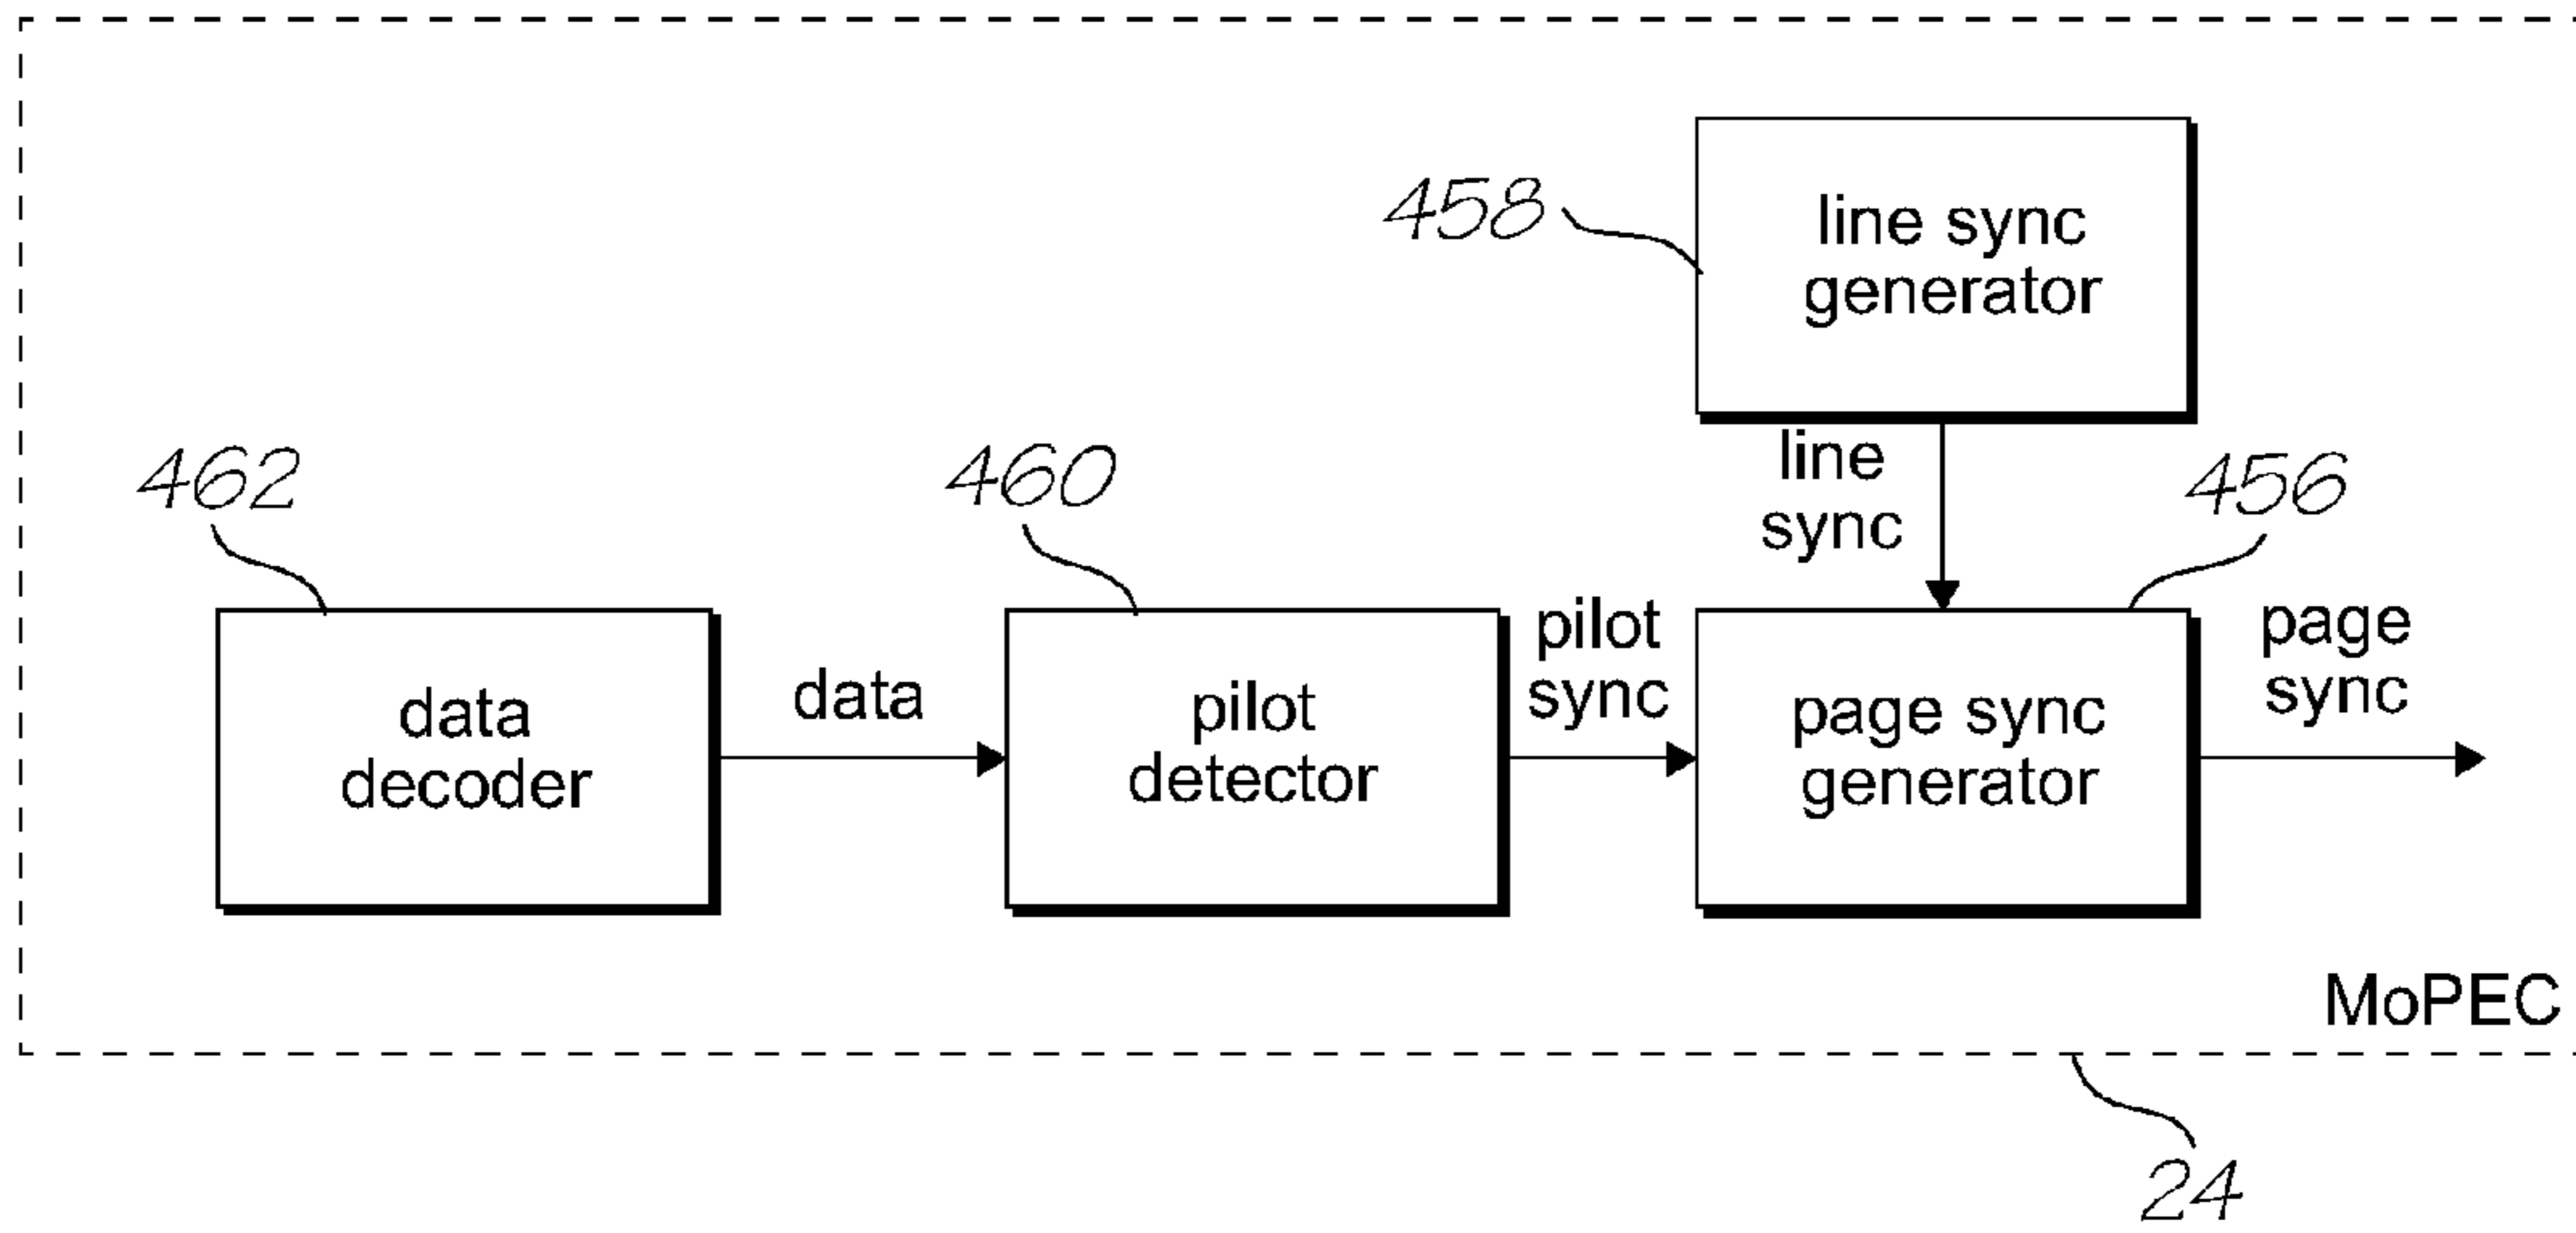 458
line sync
generator
line
sync
462
460
456
data
decoder
data
pilot
detector
pilot
sync
page sync
generator
page
sync
MoPEC
24